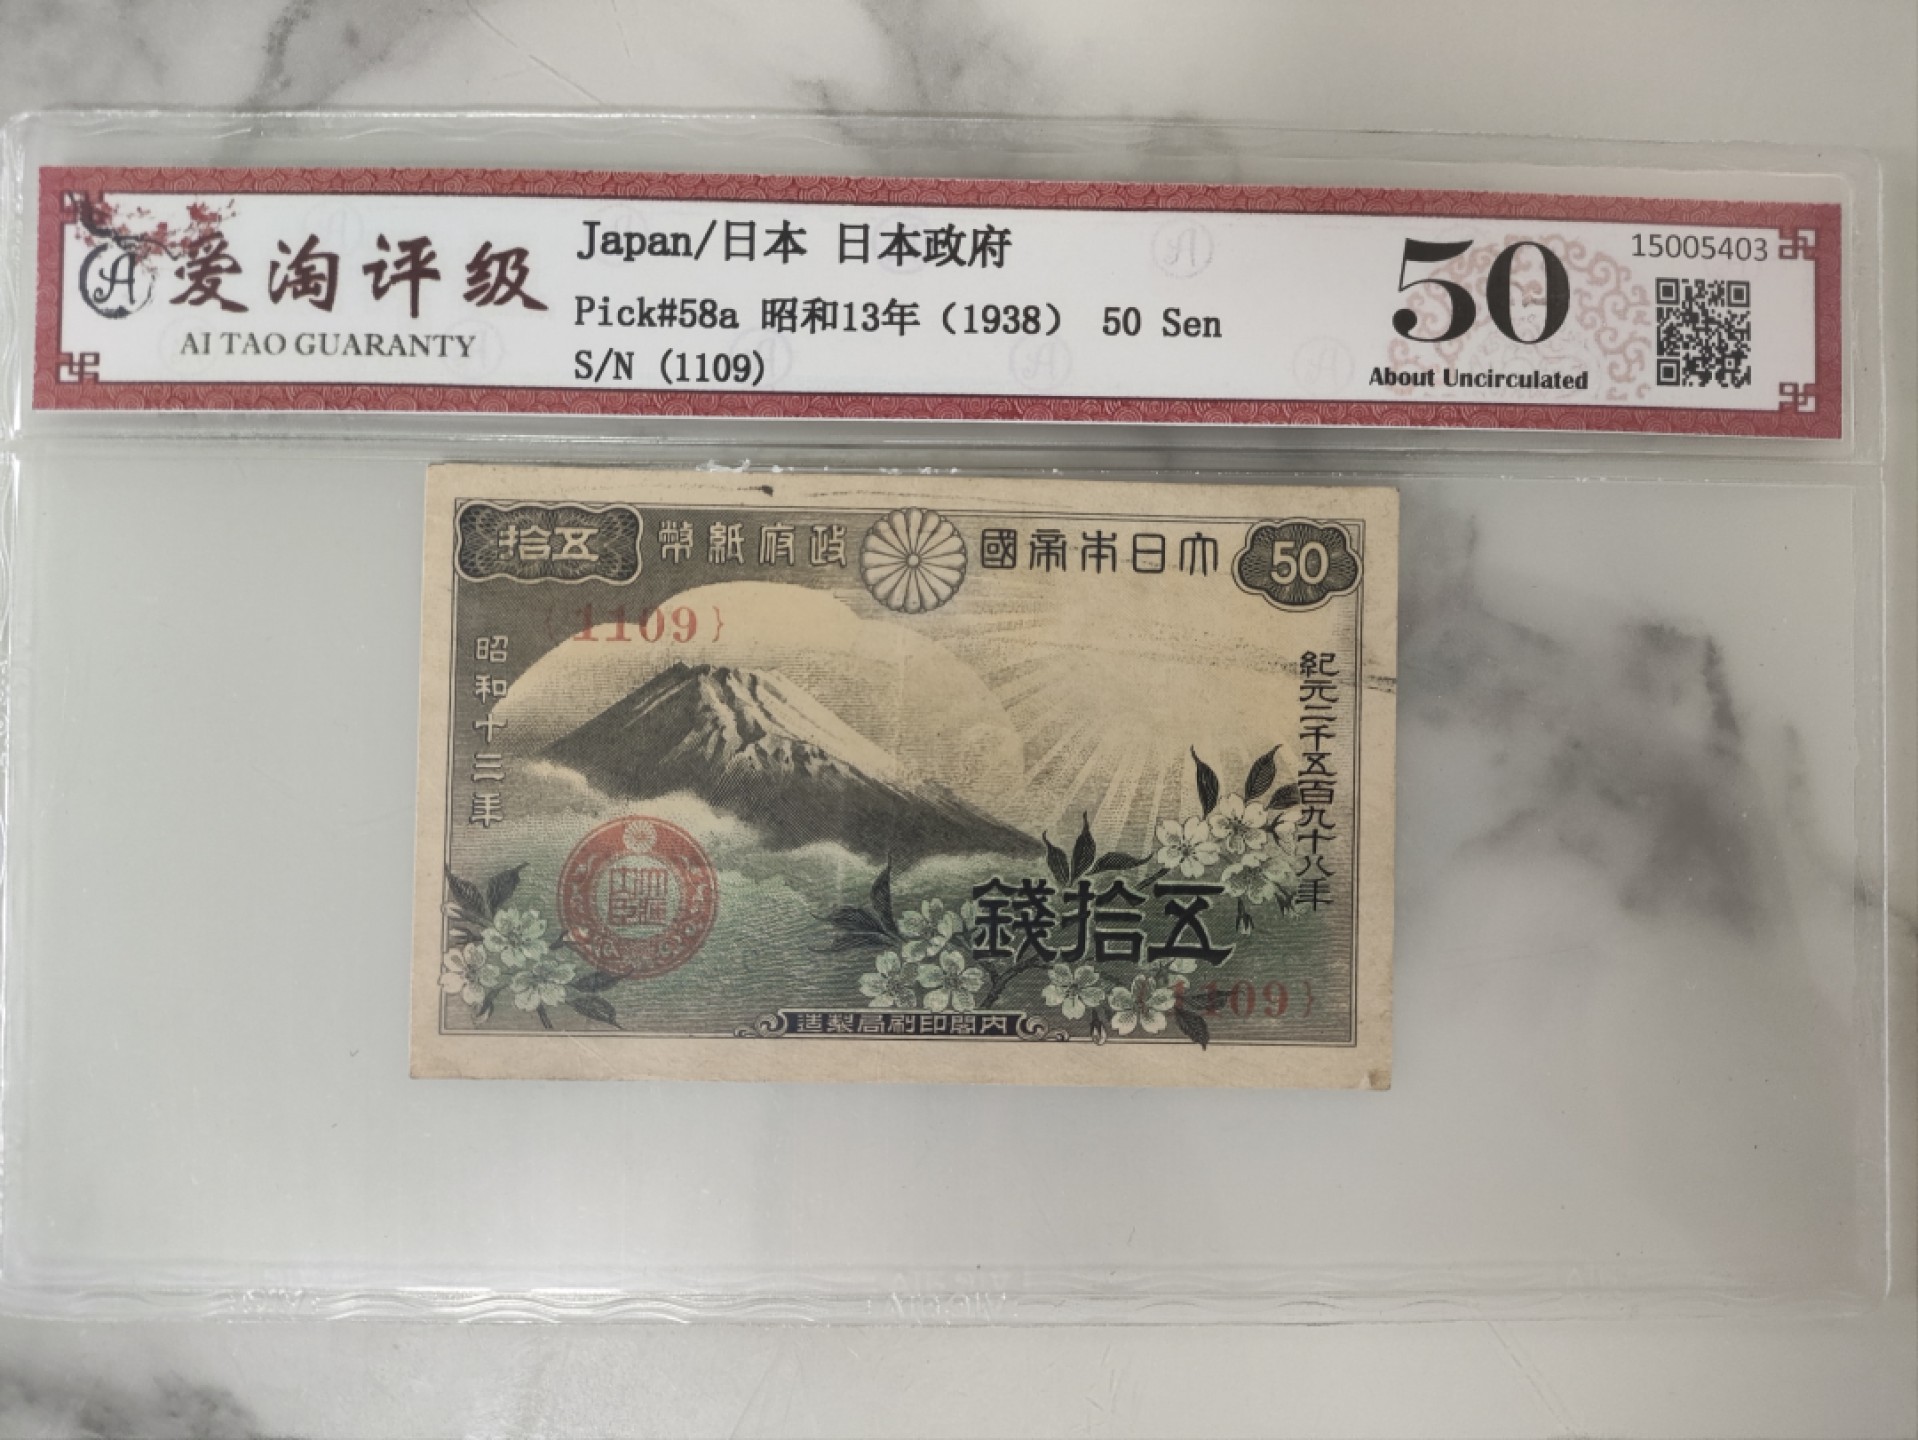 爱淘评级
AI TAO GUARANTY
Japan/日本 日本政府
Pick#58a 昭和13年（1938） 50 Sen
S/N (1109)
50
About Uncirculated
15005403
拾五
幣紙府政
國帝本日大
50
{1109}
昭和十三年
紀元二千五百九十八年
錢拾五
{1109}
造製局刷印閣内